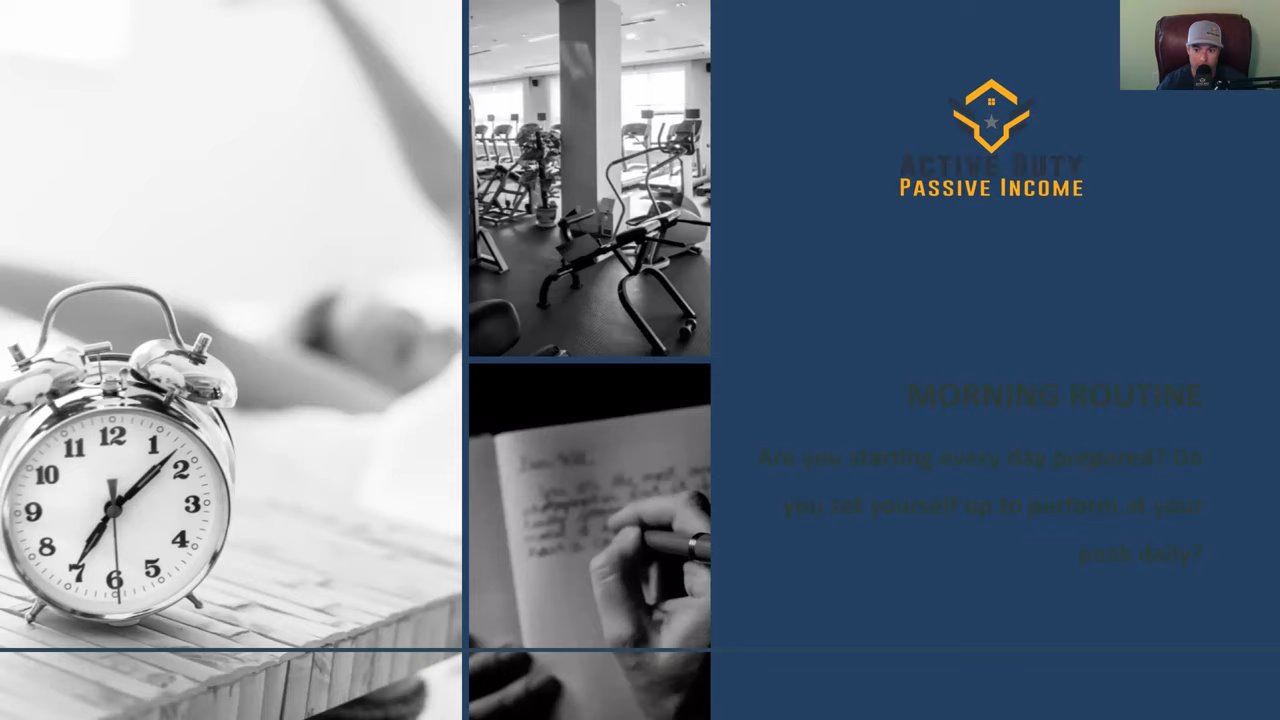 ACTIVE DUTY
PASSIVE INCOME
MORNING ROUTINE
Are you starting every day prepared? Do
you set yourself up to perform at your
peak daily?
12
1
2
3
4
5
6
7
8
9
10
11